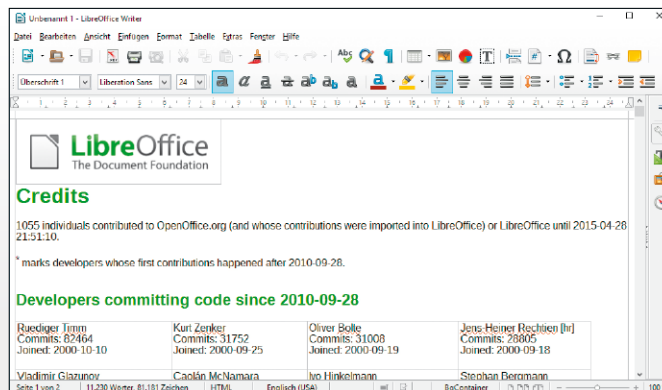 Unbenannt 1 - LibreOffice Writer
Datei Bearbeiten Ansicht Einfügen Format Tabelle Extras Fenster Hilfe
Überschrift 1 Liberation Sans 24
LibreOffice
The Document Foundation
Credits
1055 individuals contributed to OpenOffice.org (and whose contributions were imported into LibreOffice) or LibreOffice until 2015-04-28
21:51:10.
* marks developers whose first contributions happened after 2010-09-28.
Developers committing code since 2010-09-28
Ruediger Timm Kurt Zenker Oliver Bolte Jens-Heiner Rechtien [hr]
Commits: 82464 Commits: 31752 Commits: 31008 Commits: 28805
Joined: 2000-10-10 Joined: 2000-09-25 Joined: 2000-09-19 Joined: 2000-09-18
Vladimir Glazunov Caolán McNamara Ivo Hinkelmann Stephan Bergmann
Seite 1 von 2 11.230 Wörter, 81.181 Zeichen HTML Englisch (USA) BaContainer 100